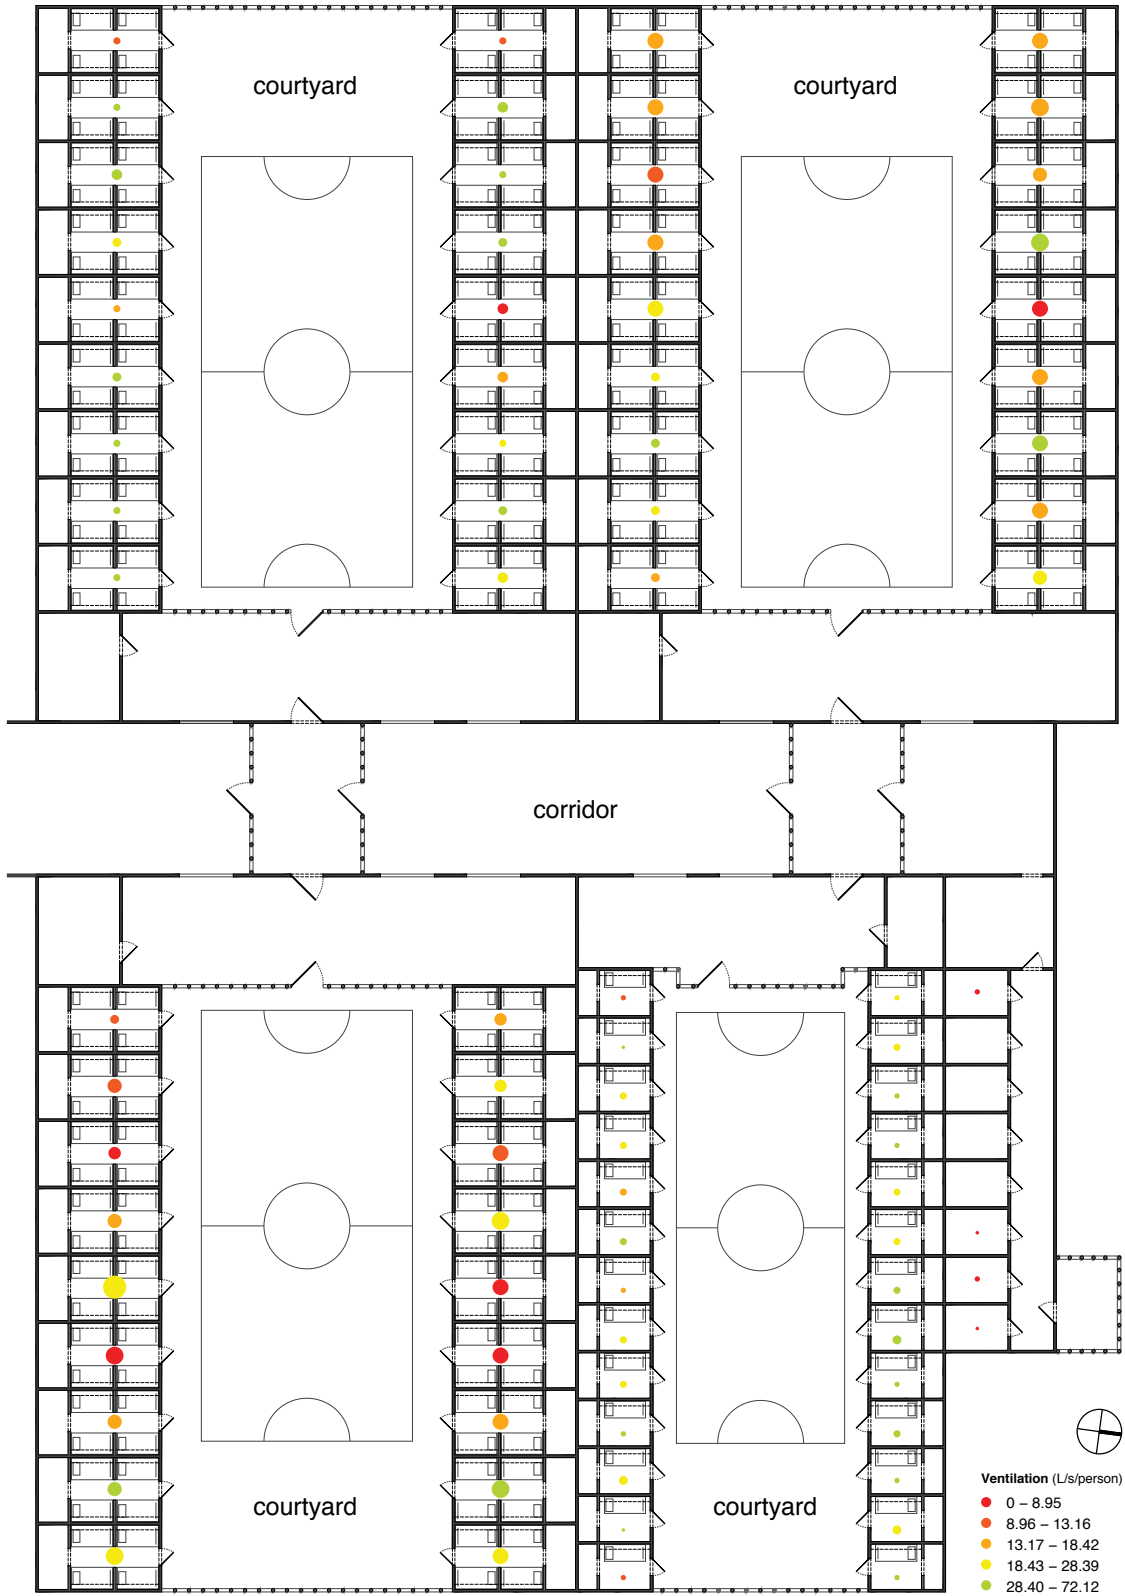 courtyard
courtyard
corridor
courtyard
courtyard
Ventilation (L/s/person)
0 – 8.95
8.96 – 13.16
13.17 – 18.42
18.43 – 28.39
28.40 – 72.12